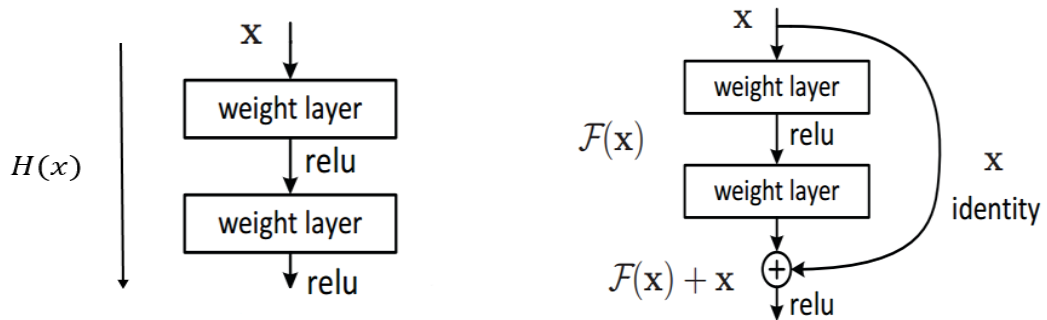 x
weight layer
relu
H(x)
weight layer
relu
x
weight layer
relu
F(x)
weight layer
x
identity
F(x) + x
+
relu